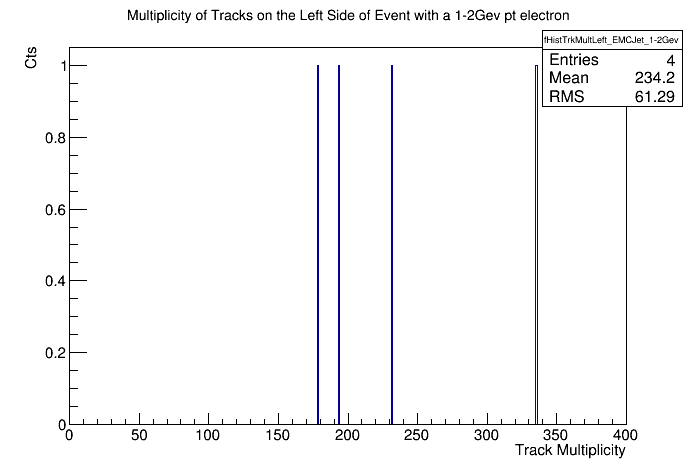 Multiplicity of Tracks on the Left Side of Event with a 1-2Gev pt electron
fHistTrkMultLeft_EMCJet_1-2Gev
Entries 4
Mean 234.2
RMS 61.29
Cts
1
0.8
0.6
0.4
0.2
0
0 50 100 150 200 250 300 350 400
Track Multiplicity